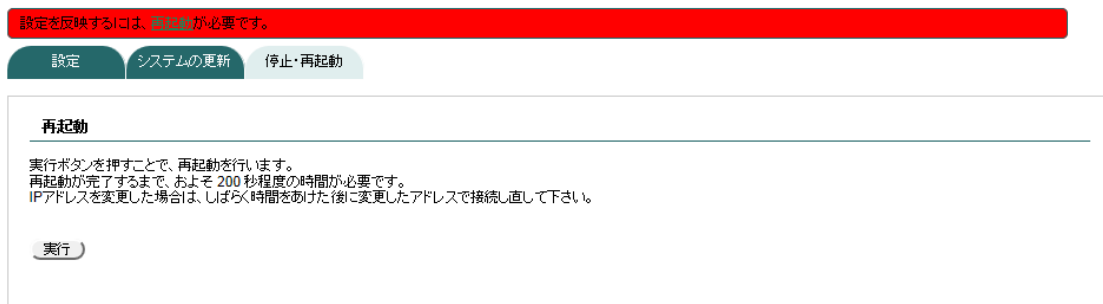 設定を反映するには、再起動が必要です。
設定 システムの更新 停止・再起動
再起動
実行ボタンを押すことで、再起動を行います。
再起動が完了するまで、およそ 200 秒程度の時間が必要です。
IPアドレスを変更した場合は、しばらく時間をあけた後に変更したアドレスで接続し直して下さい。
実行